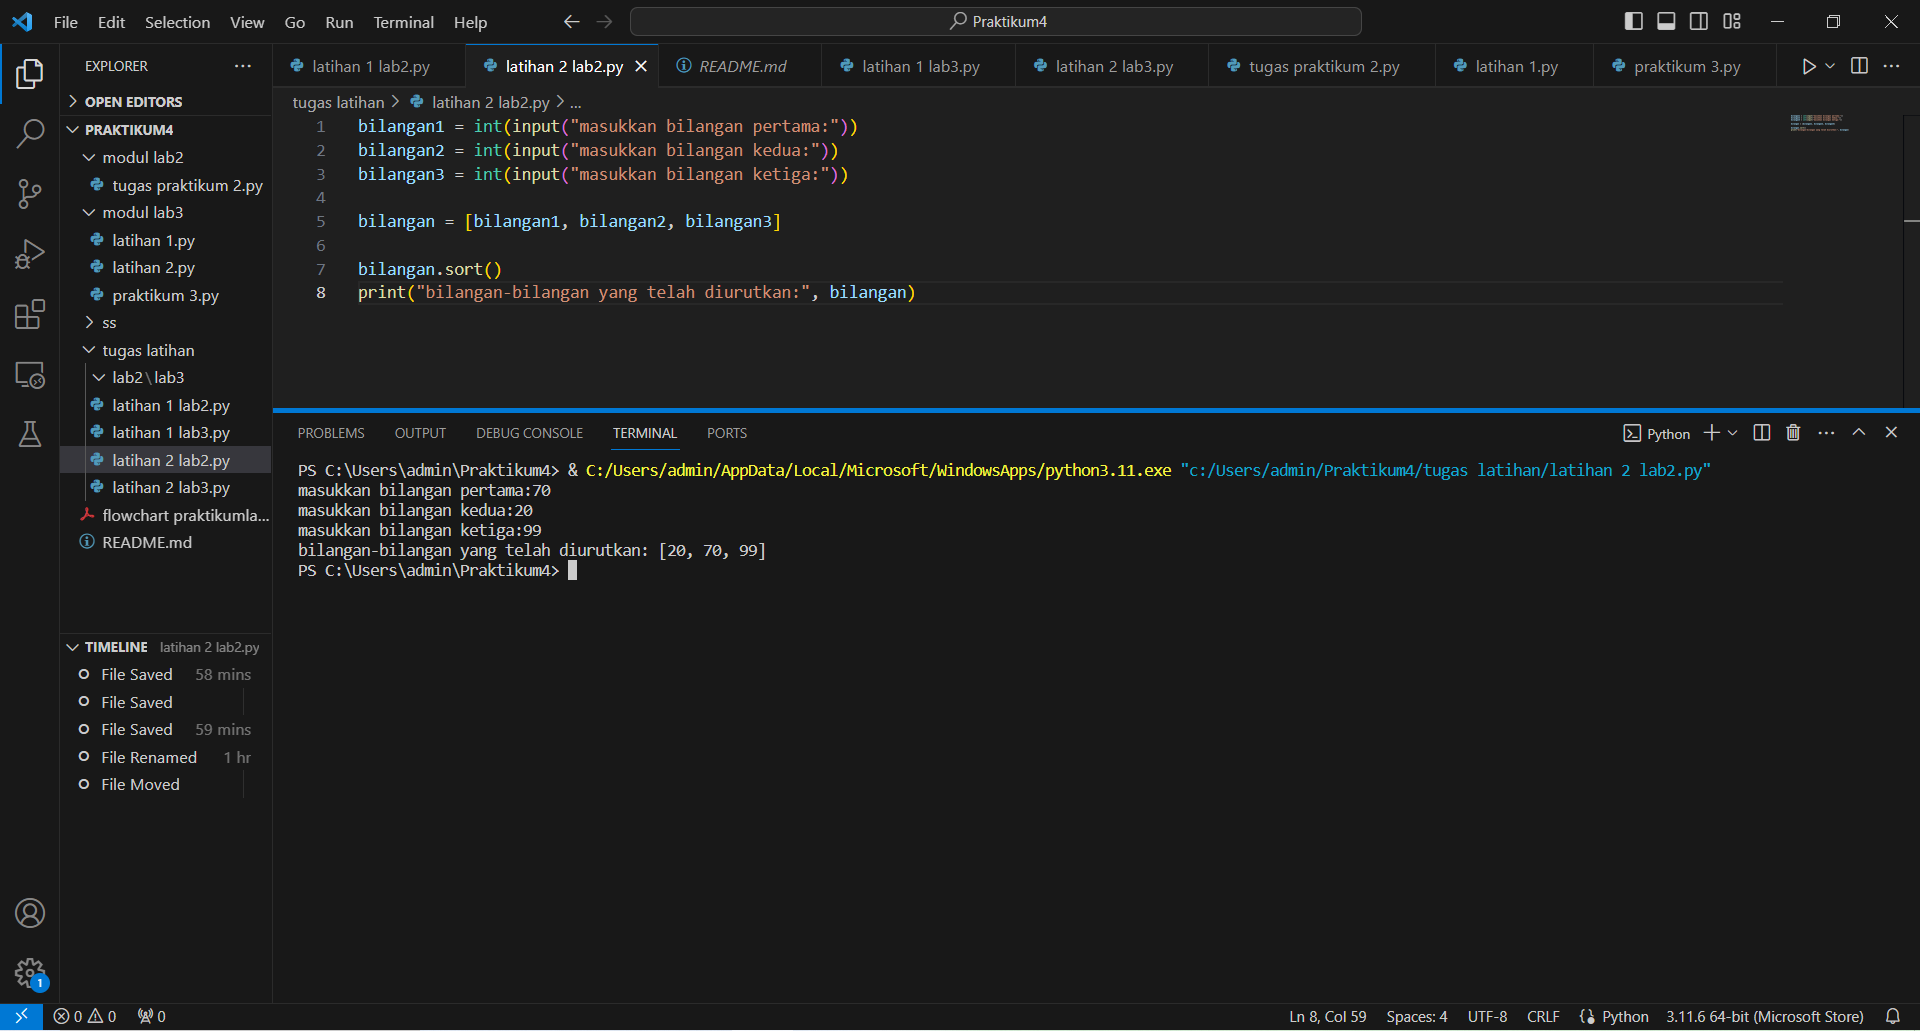 File Edit Selection View Go Run Terminal Help
Praktikum4
EXPLORER
OPEN EDITORS
PRAKTIKUM4
modul lab2
tugas praktikum 2.py
modul lab3
latihan 1.py
latihan 2.py
praktikum 3.py
ss
tugas latihan
lab2\lab3
latihan 1 lab2.py
latihan 1 lab3.py
latihan 2 lab2.py
latihan 2 lab3.py
flowchart praktikumla...
README.md
TIMELINE latihan 2 lab2.py
File Saved 58 mins
File Saved
File Saved 59 mins
File Renamed 1 hr
File Moved
1
latihan 1 lab2.py latihan 2 lab2.py README.md latihan 1 lab3.py latihan 2 lab3.py tugas praktikum 2.py latihan 1.py praktikum 3.py
tugas latihan > latihan 2 lab2.py > ...
1 bilangan1 = int(input("masukkan bilangan pertama:"))
2 bilangan2 = int(input("masukkan bilangan kedua:"))
3 bilangan3 = int(input("masukkan bilangan ketiga:"))
4
5 bilangan = [bilangan1, bilangan2, bilangan3]
6
7 bilangan.sort()
8 print("bilangan-bilangan yang telah diurutkan:", bilangan)
PROBLEMS OUTPUT DEBUG CONSOLE TERMINAL PORTS
Python
PS C:\Users\admin\Praktikum4> & C:/Users/admin/AppData/Local/Microsoft/WindowsApps/python3.11.exe "c:/Users/admin/Praktikum4/tugas latihan/latihan 2 lab2.py"
masukkan bilangan pertama:70
masukkan bilangan kedua:20
masukkan bilangan ketiga:99
bilangan-bilangan yang telah diurutkan: [20, 70, 99]
PS C:\Users\admin\Praktikum4>
0 0 0
Ln 8, Col 59 Spaces: 4 UTF-8 CRLF Python 3.11.6 64-bit (Microsoft Store)